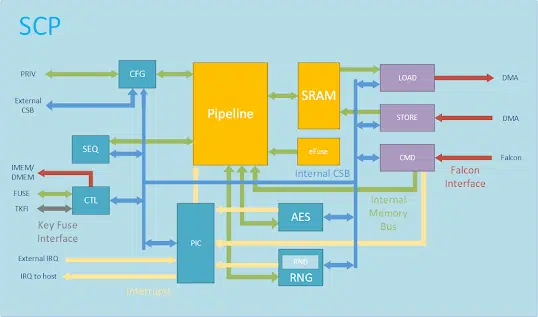 SCP
PRIV
CFG
LOAD
DMA
External
CSB
Pipeline
SRAM
STORE
DMA
SEQ
eFuse
CMD
Falcon
IMEM/
DMEM
Internal CSB
Falcon
Interface
FUSE
CTL
TKFI
Key Fuse
Interface
Internal
Memory
Bus
AES
PIC
External IRQ
RND
IRQ to host
RNG
Interrupts